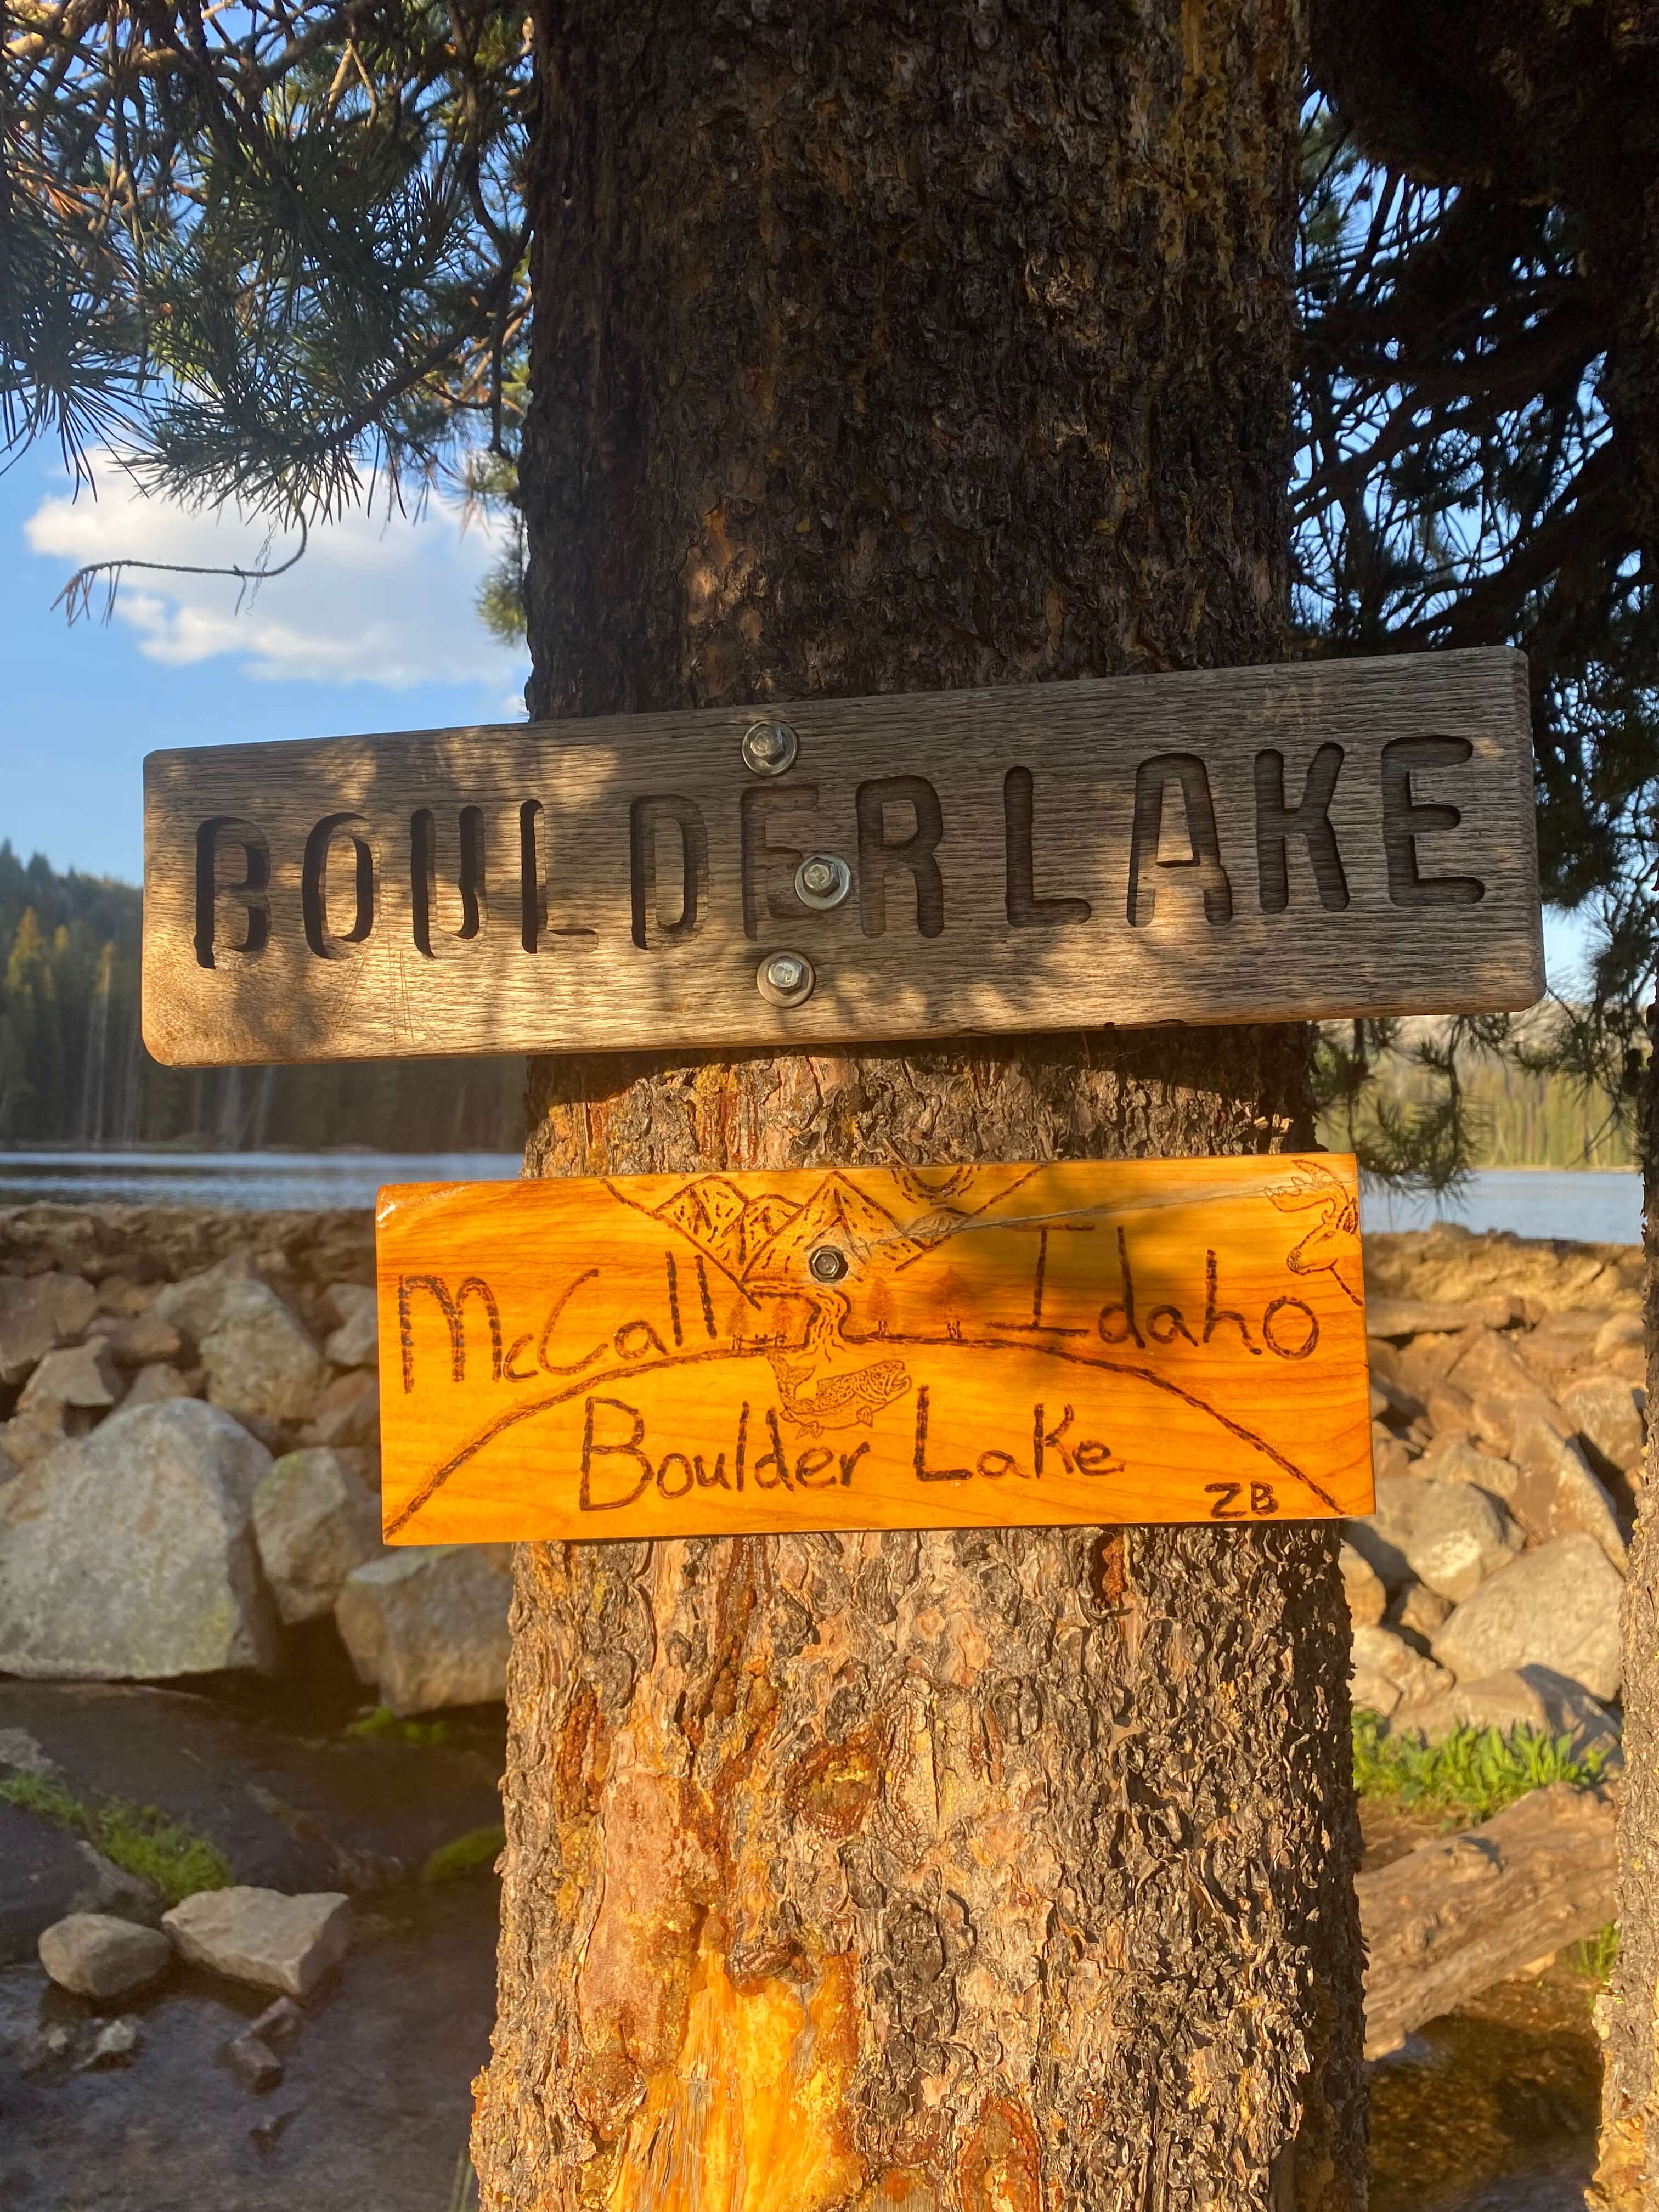 BOULDER LAKE
McCall Idaho
Boulder Lake
ZB